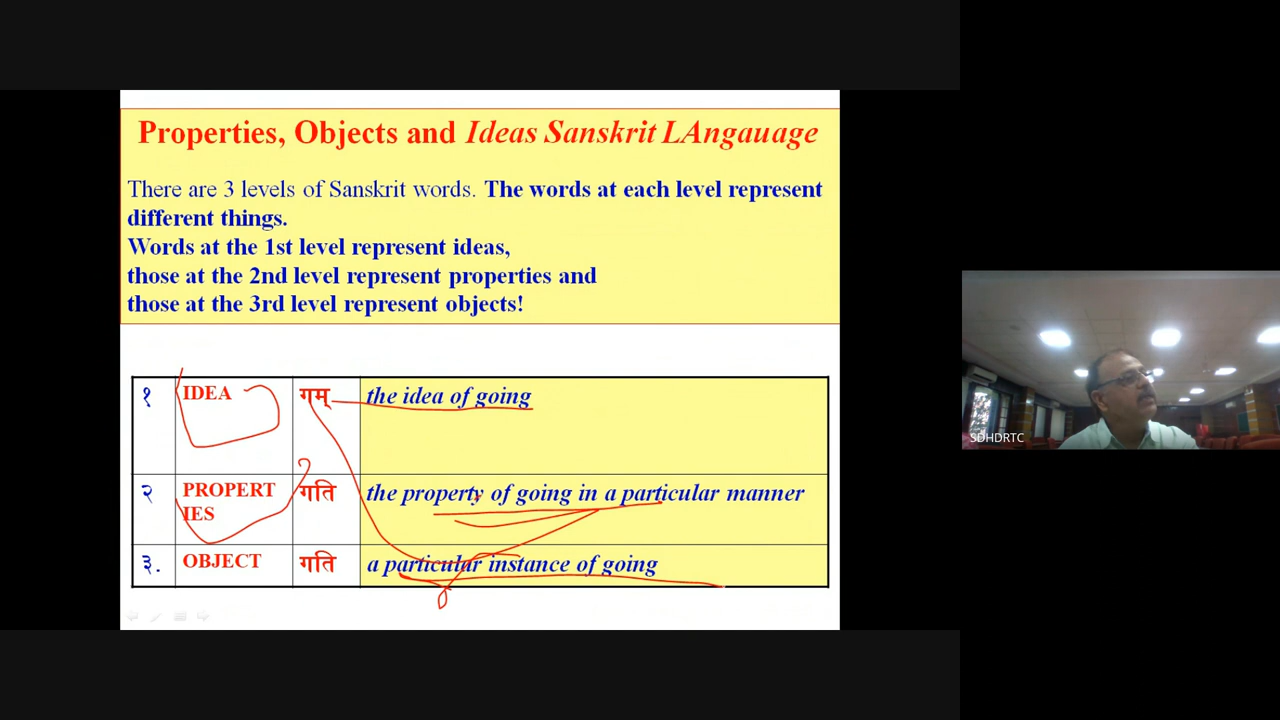 Properties, Objects and Ideas Sanskrit LAngauage
There are 3 levels of Sanskrit words. The words at each level represent
different things.
Words at the 1st level represent ideas,
those at the 2nd level represent properties and
those at the 3rd level represent objects!
१ IDEA गम् the idea of going
२ PROPERT गति the property of going in a particular manner
IES
३. OBJECT गति a particular instance of going
SDHDRTC